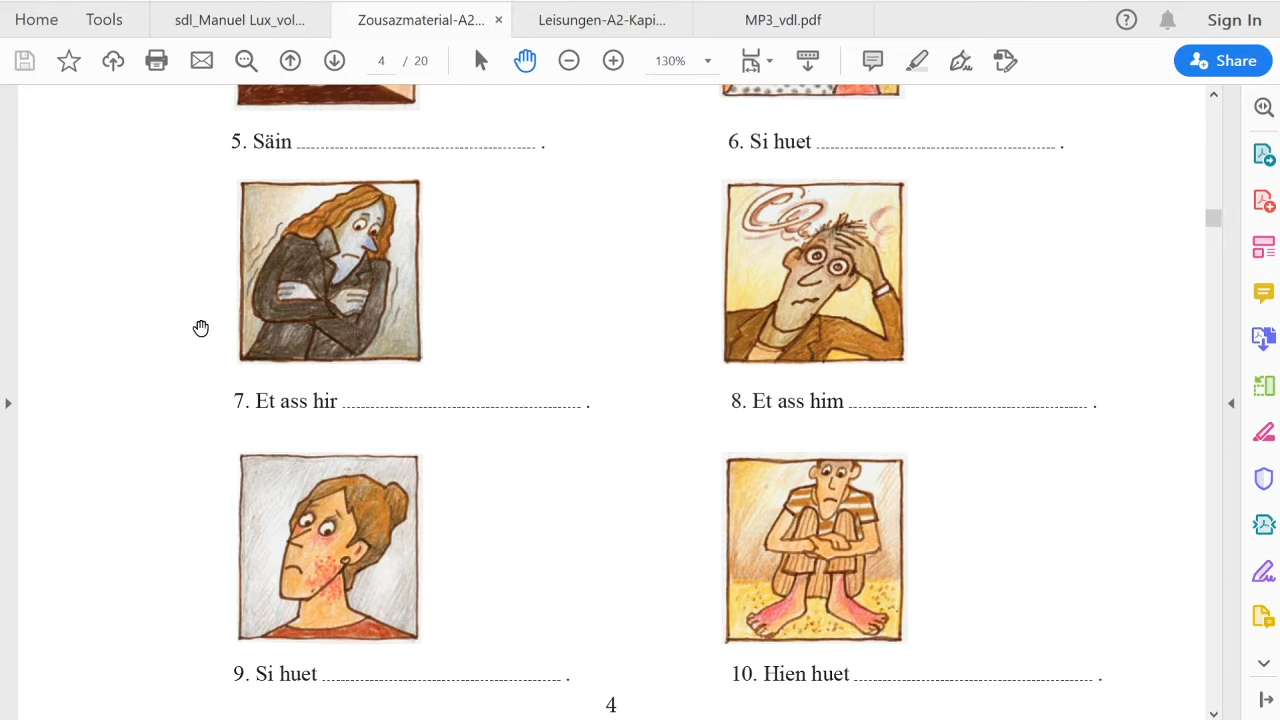 Home Tools sdl_Manuel Lux_vol... Zousazmaterial-A2... × Leisungen-A2-Kapi... MP3_vdl.pdf Sign In
4 / 20 130% Share
5. Säin .
6. Si huet .
7. Et ass hir .
8. Et ass him .
9. Si huet .
10. Hien huet .
4